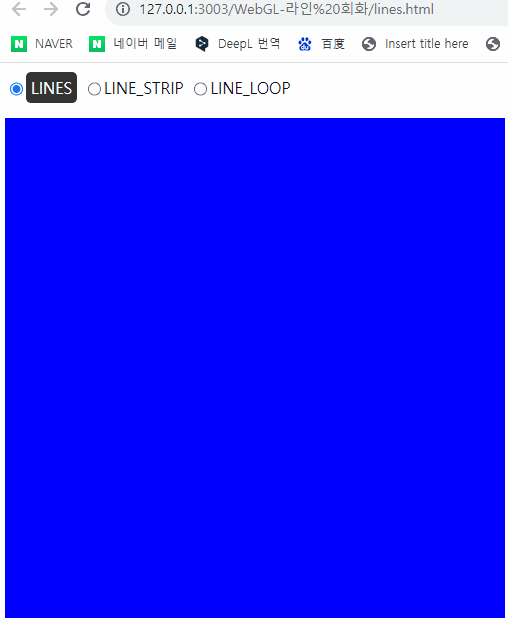 127.0.0.1:3003/WebGL-라인%20회화/lines.html
N NAVER N 네이버 메일 DeepL 번역 百度 Insert title here
LINES LINE_STRIP LINE_LOOP